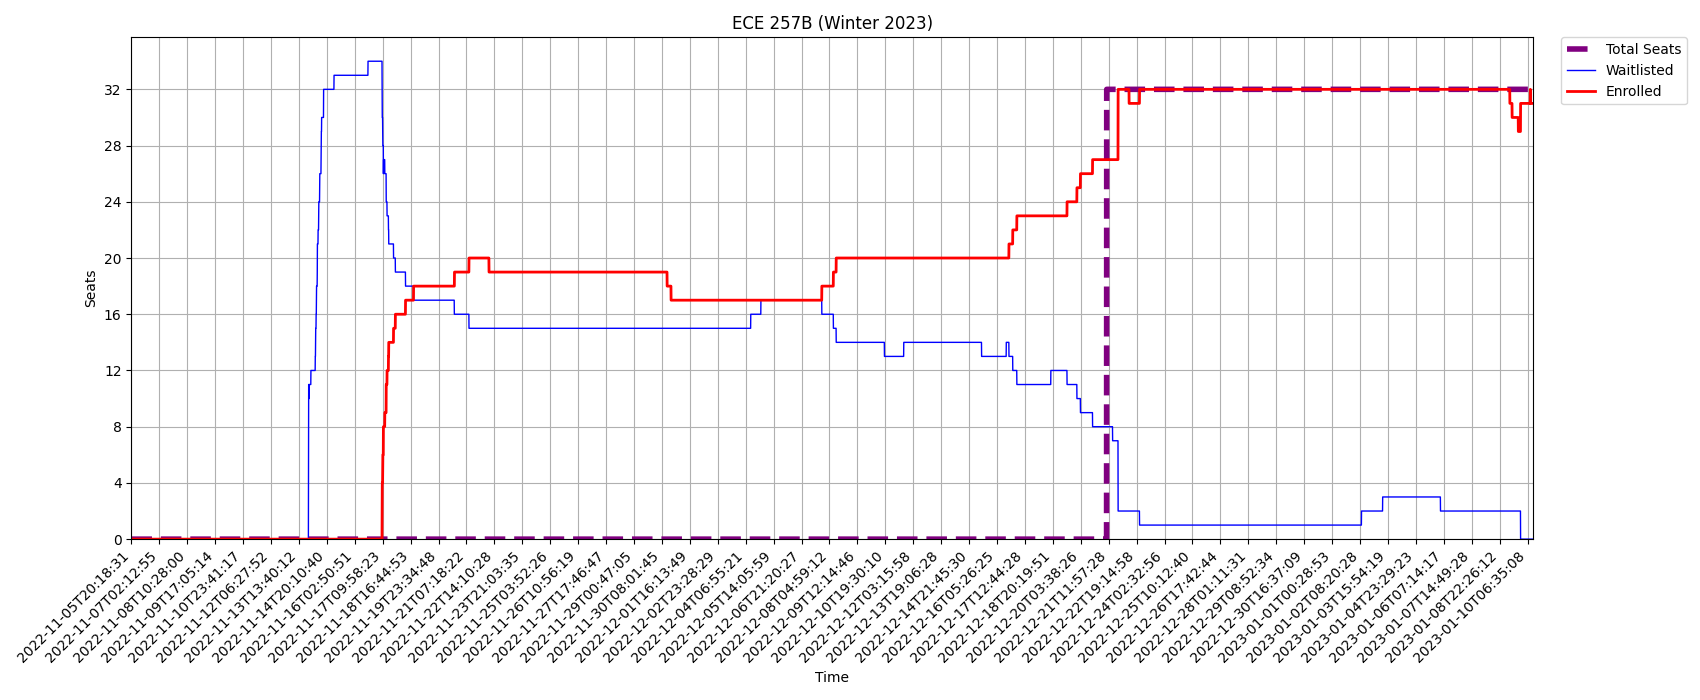 ECE 257B (Winter 2023)
Total Seats
Waitlisted
Enrolled
Seats
32
28
24
20
16
12
8
4
0
2022-11-05T20:18:31
2022-11-07T02:12:55
2022-11-08T10:28:00
2022-11-09T17:05:14
2022-11-10T23:41:17
2022-11-12T06:27:52
2022-11-13T13:40:12
2022-11-14T20:10:40
2022-11-16T02:50:51
2022-11-17T09:58:23
2022-11-18T16:44:53
2022-11-19T23:34:48
2022-11-21T07:18:22
2022-11-22T14:10:28
2022-11-23T21:03:35
2022-11-25T03:52:26
2022-11-26T10:56:19
2022-11-27T17:46:47
2022-11-29T00:47:05
2022-11-30T08:01:45
2022-12-01T16:13:49
2022-12-02T23:28:29
2022-12-04T06:55:21
2022-12-05T14:05:59
2022-12-06T21:20:27
2022-12-08T04:59:12
2022-12-09T12:14:46
2022-12-10T19:30:10
2022-12-12T03:15:58
2022-12-13T19:06:28
2022-12-14T21:45:30
2022-12-16T05:26:25
2022-12-17T12:44:28
2022-12-18T20:19:51
2022-12-20T03:38:26
2022-12-21T11:57:28
2022-12-22T19:14:58
2022-12-24T02:32:56
2022-12-25T10:12:40
2022-12-26T17:42:44
2022-12-28T01:11:31
2022-12-29T08:52:34
2022-12-30T16:37:09
2023-01-01T00:28:53
2023-01-02T08:20:28
2023-01-03T15:54:19
2023-01-04T23:29:23
2023-01-06T07:14:17
2023-01-07T14:49:28
2023-01-08T22:26:12
2023-01-10T06:35:08
Time